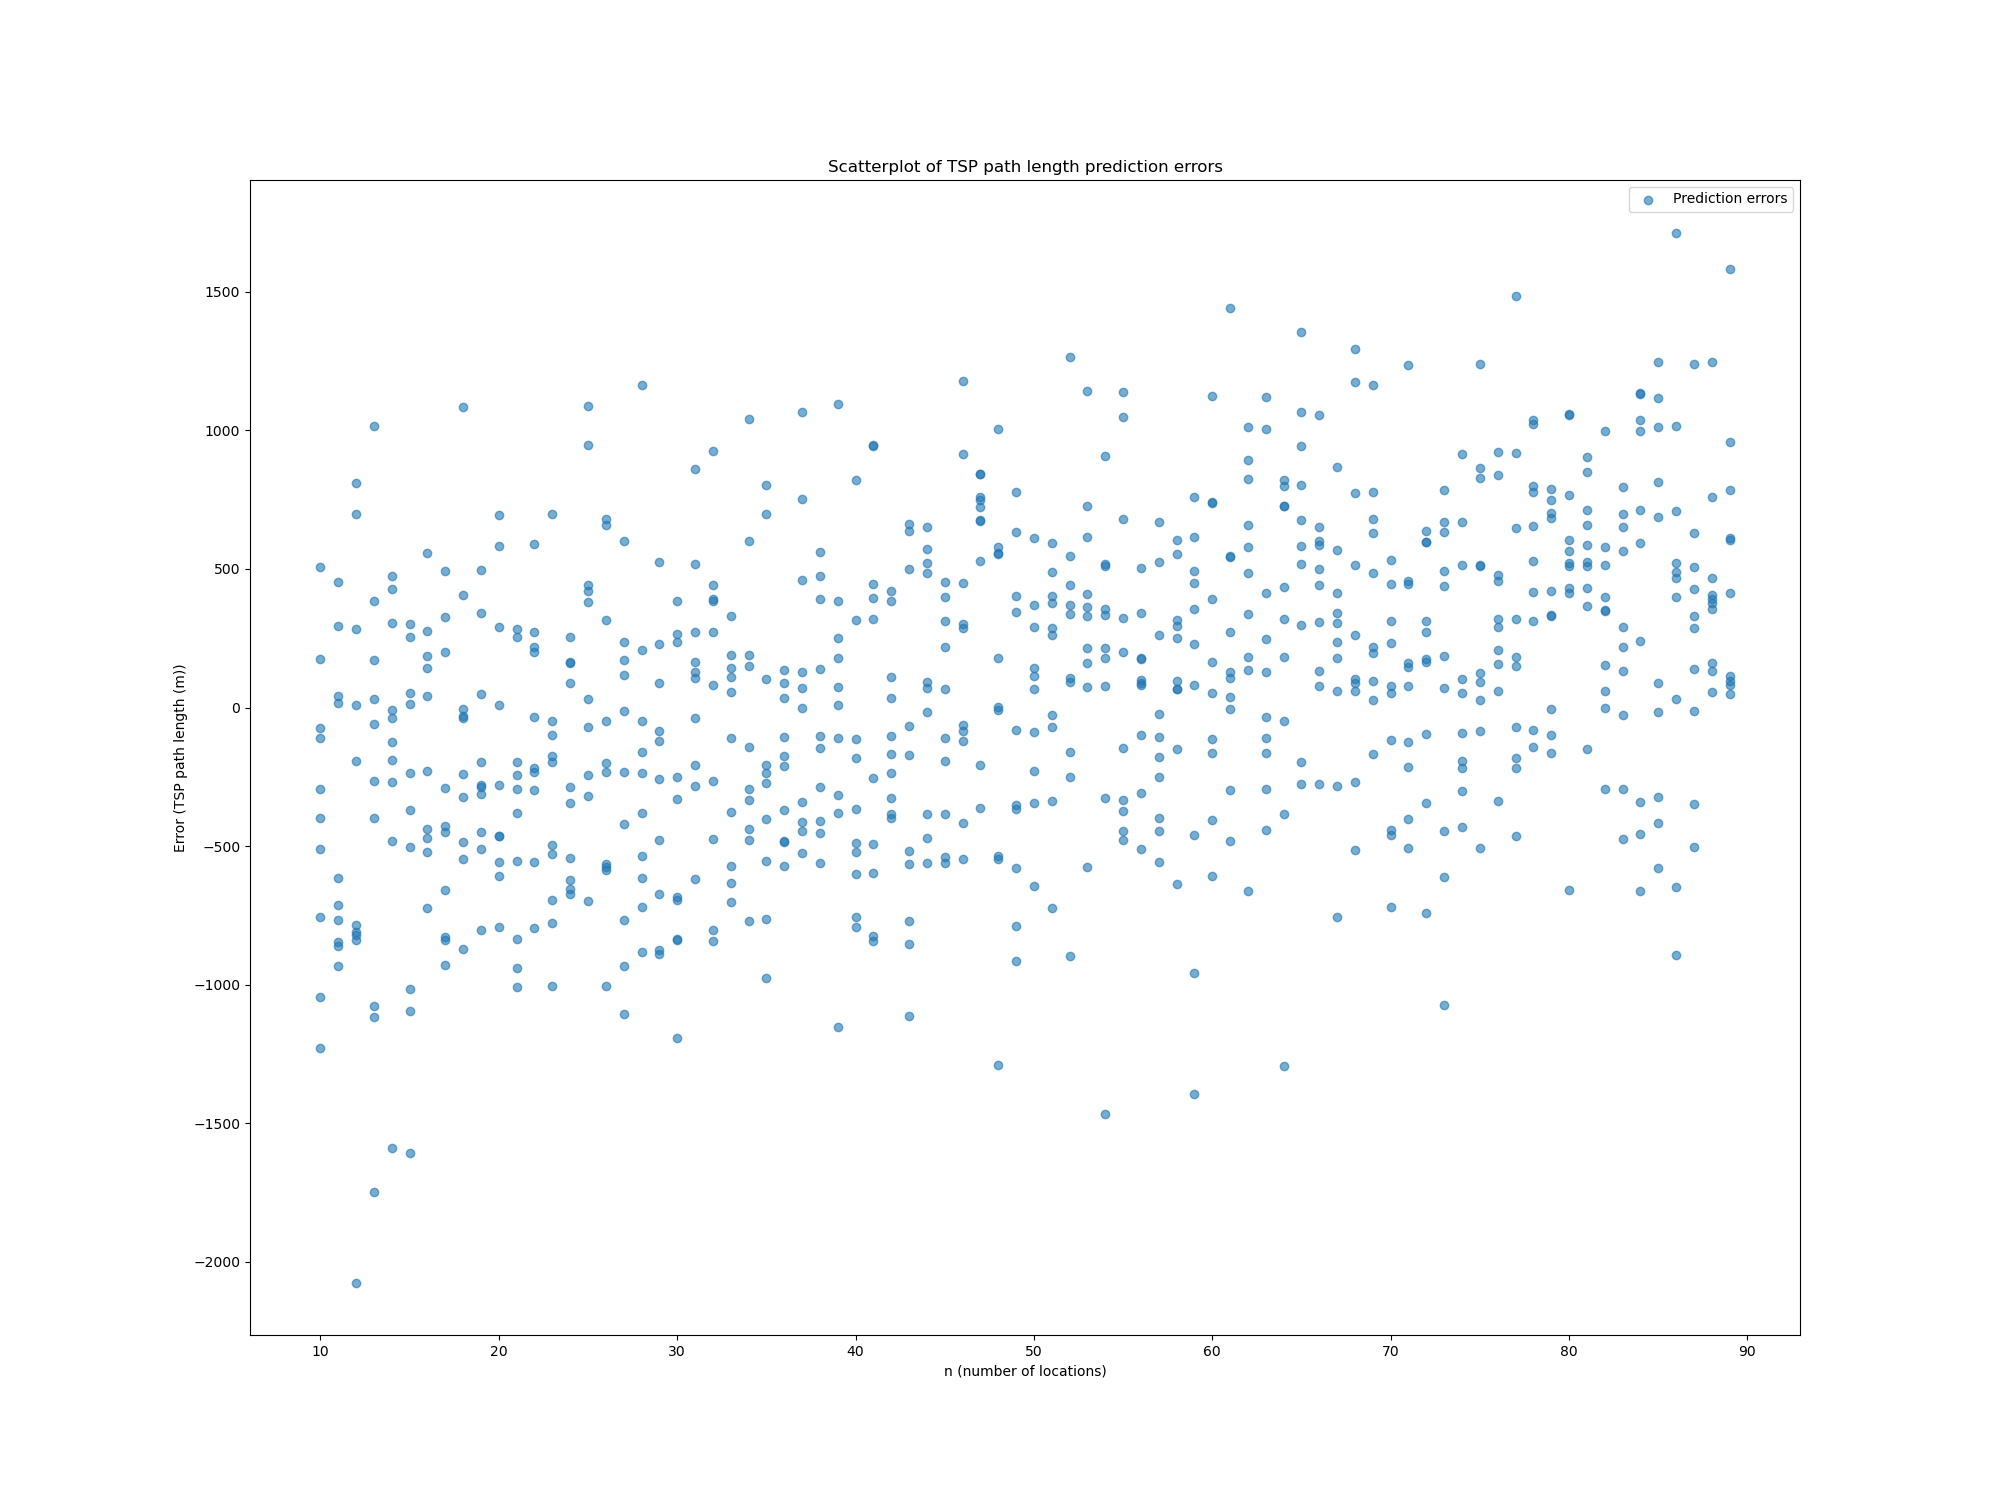 Scatterplot of TSP path length prediction errors
Prediction errors
1500
1000
500
0
−500
−1000
−1500
−2000
Error (TSP path length (m))
10 20 30 40 50 60 70 80 90
n (number of locations)